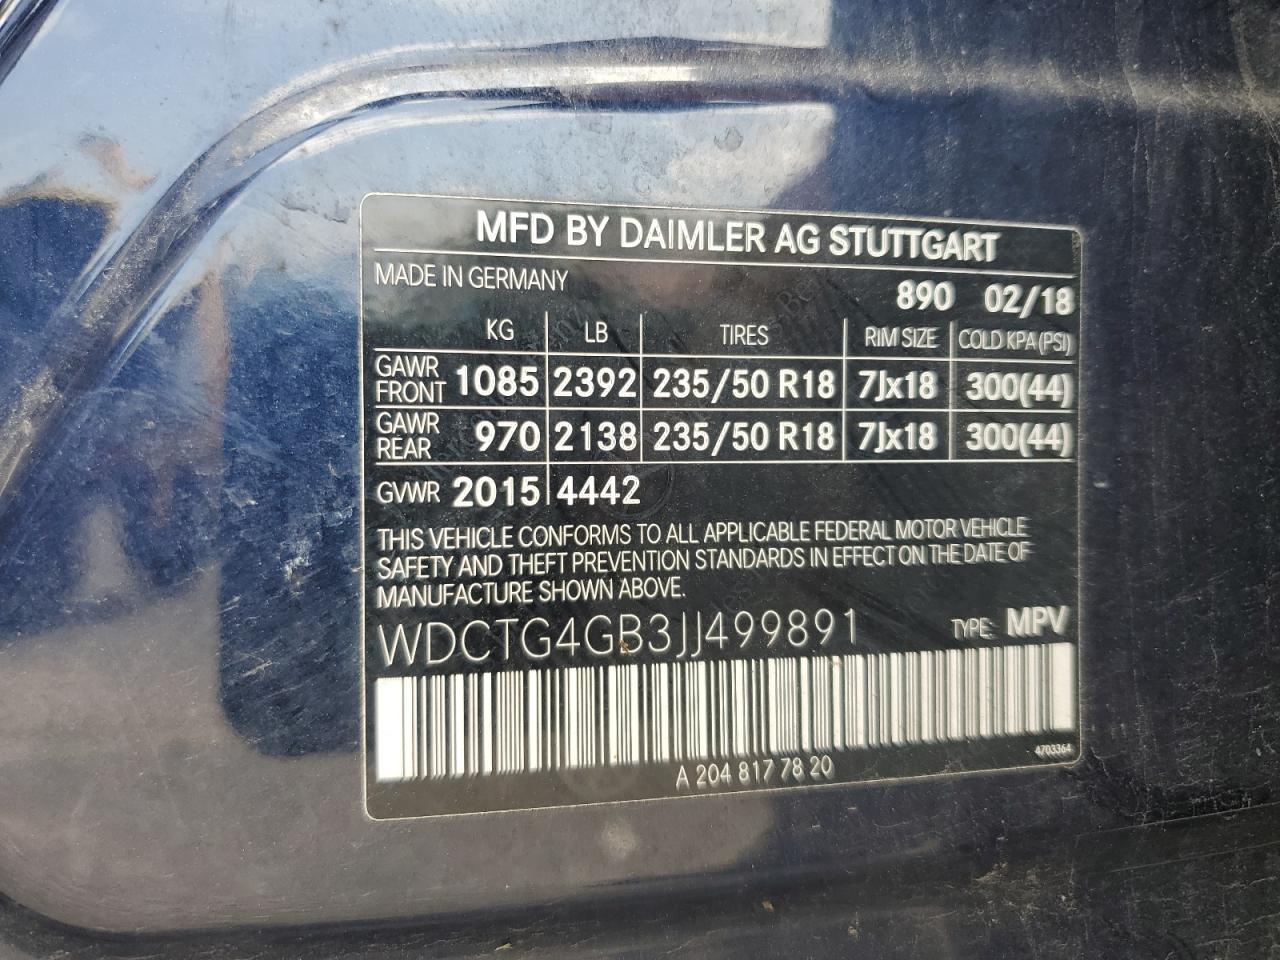 MFD BY DAIMLER AG STUTTGART
MADE IN GERMANY
890 02/18
KG LB TIRES RIM SIZE COLD KPA (PSI)
GAWR FRONT 1085 2392 235/50 R18 7Jx18 300(44)
GAWR REAR 970 2138 235/50 R18 7Jx18 300(44)
GVWR 2015 4442
THIS VEHICLE CONFORMS TO ALL APPLICABLE FEDERAL MOTOR VEHICLE
SAFETY AND THEFT PREVENTION STANDARDS IN EFFECT ON THE DATE OF
MANUFACTURE SHOWN ABOVE.
WDCTG4GB3JJ499891 TYPE: MPV
4703364
A 204 817 78 20